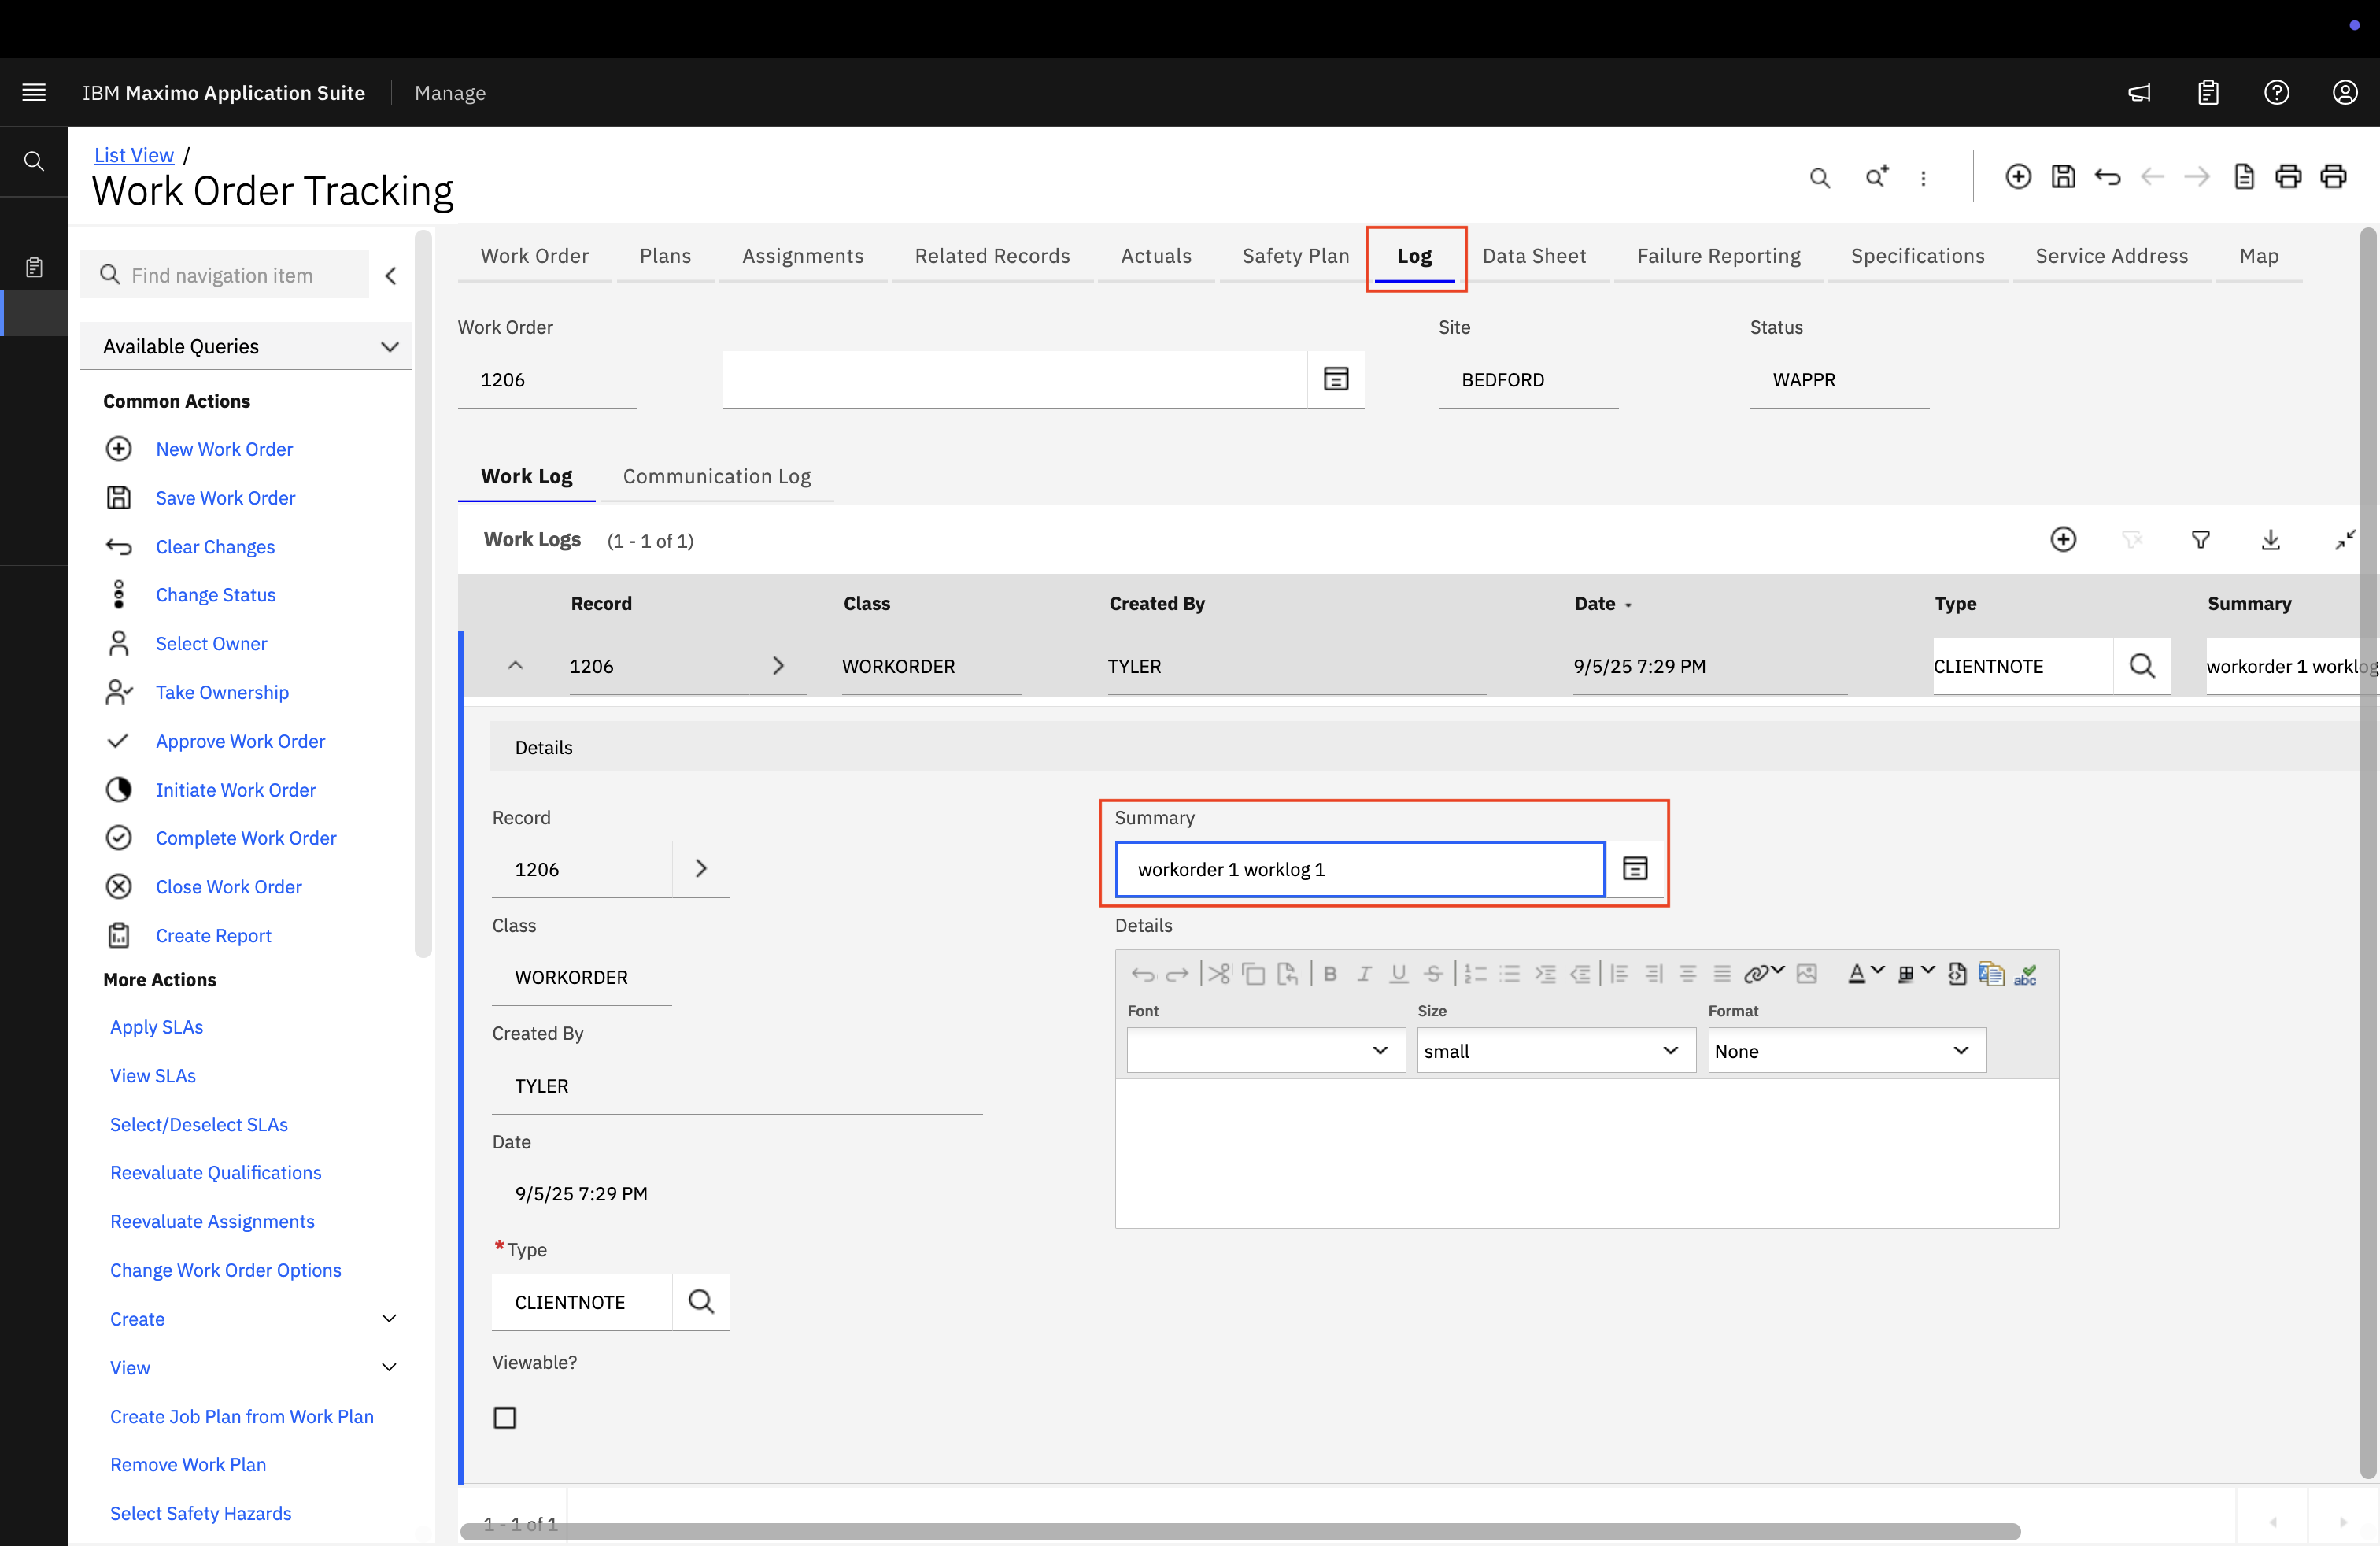 IBM Maximo Application Suite Manage
List View /
Work Order Tracking
Find navigation item
Available Queries
Common Actions
New Work Order
Save Work Order
Clear Changes
Change Status
Select Owner
Take Ownership
Approve Work Order
Initiate Work Order
Complete Work Order
Close Work Order
Create Report
More Actions
Apply SLAs
View SLAs
Select/Deselect SLAs
Reevaluate Qualifications
Reevaluate Assignments
Change Work Order Options
Create
View
Create Job Plan from Work Plan
Remove Work Plan
Select Safety Hazards
Work Order Plans Assignments Related Records Actuals Safety Plan Log Data Sheet Failure Reporting Specifications Service Address Map
Work Order Site Status
1206 BEDFORD WAPPR
Work Log Communication Log
Work Logs (1 - 1 of 1)
Record Class Created By Date Type Summary
1206 WORKORDER TYLER 9/5/25 7:29 PM CLIENTNOTE workorder 1 worklog
Details
Record
1206
Class
WORKORDER
Created By
TYLER
Date
9/5/25 7:29 PM
*Type
CLIENTNOTE
Viewable?
Summary
workorder 1 worklog 1
Details
B I U S A abc
Font Size Format
small None
1 - 1 of 1